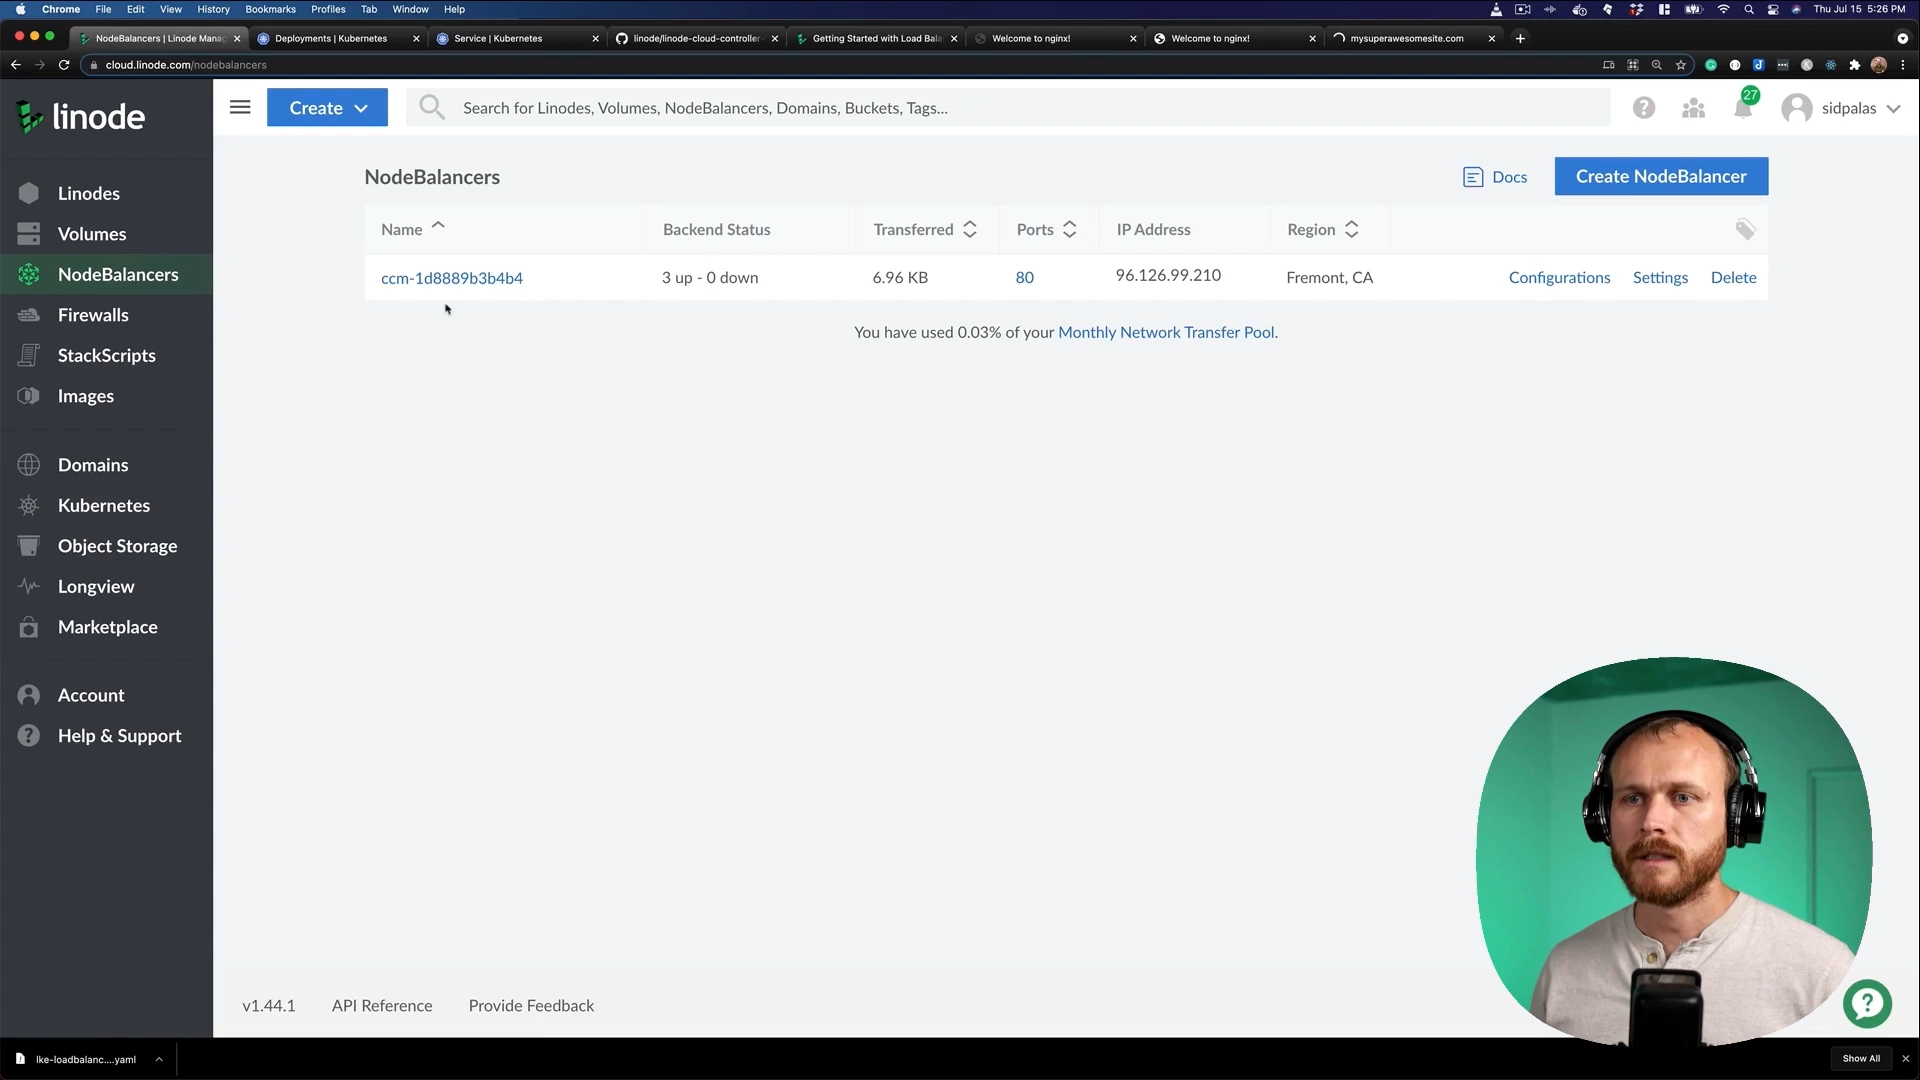 Chrome File Edit View History Bookmarks Profiles Tab Window Help Thu Jul 15 5:26 PM
NodeBalancers | Linode Manag Deployments | Kubernetes Service | Kubernetes linode/linode-cloud-controller- Getting Started with Load Bala Welcome to nginx! Welcome to nginx! mysuperawesomesite.com
cloud.linode.com/nodebalancers
linode
Create
Search for Linodes, Volumes, NodeBalancers, Domains, Buckets, Tags...
27
sidpalas
Linodes
Volumes
NodeBalancers
Firewalls
StackScripts
Images
Domains
Kubernetes
Object Storage
Longview
Marketplace
Account
Help & Support
NodeBalancers
Docs
Create NodeBalancer
Name Backend Status Transferred Ports IP Address Region
ccm-1d8889b3b4b4 3 up - 0 down 6.96 KB 80 96.126.99.210 Fremont, CA Configurations Settings Delete
You have used 0.03% of your Monthly Network Transfer Pool.
v1.44.1 API Reference Provide Feedback
lke-loadbalanc....yaml
Show All